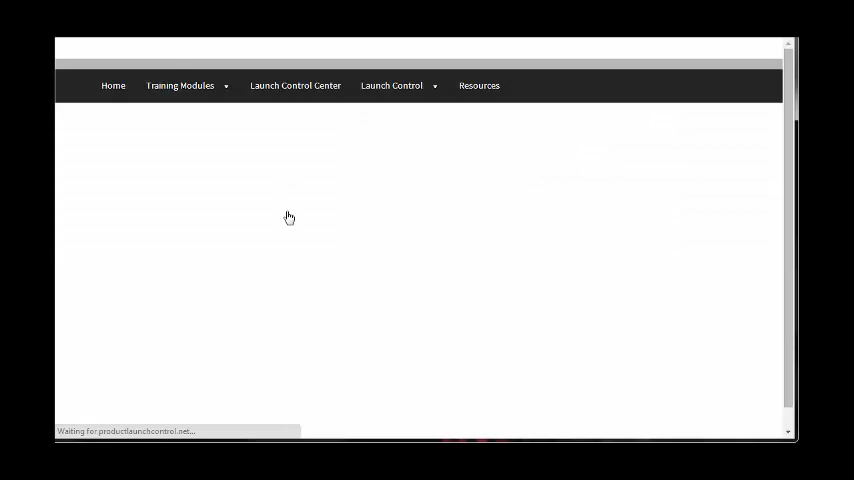 Home Training Modules Launch Control Center Launch Control Resources
Waiting for productlaunchcontrol.net...